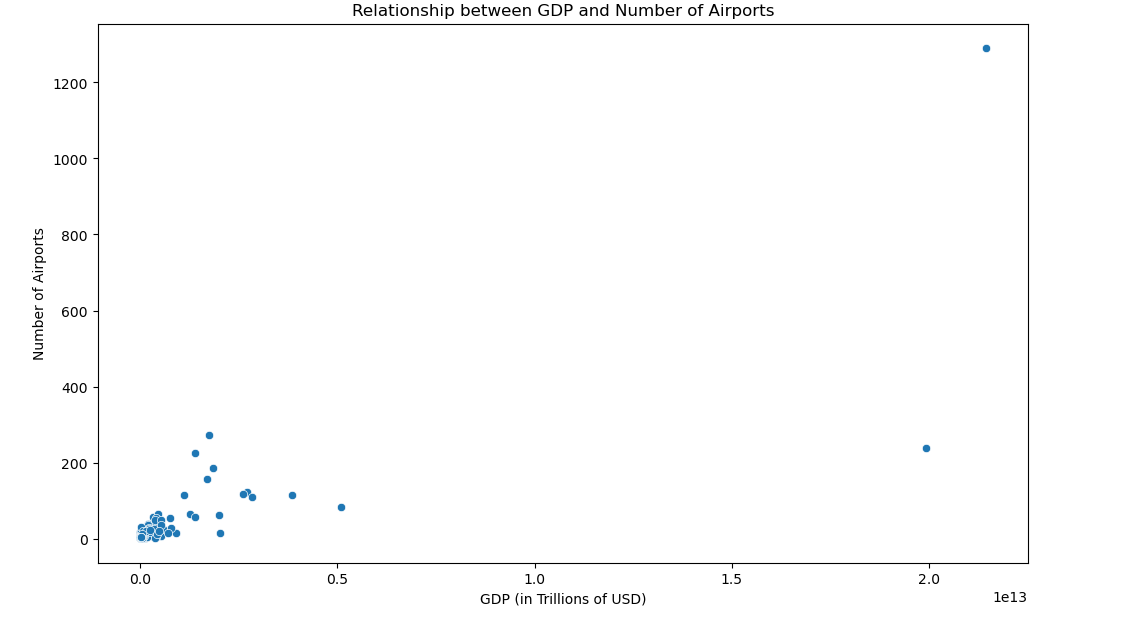 Relationship between GDP and Number of Airports
1200
1000
800
600
400
200
0
Number of Airports
0.0 0.5 1.0 1.5 2.0
1e13
GDP (in Trillions of USD)